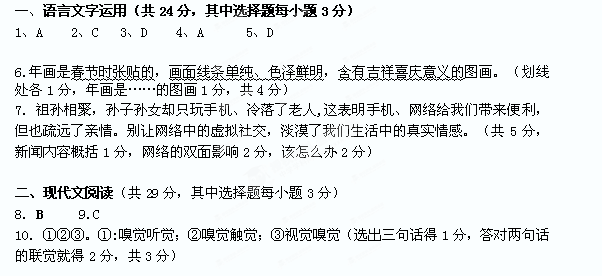 一、语言文字运用（共 24 分，其中选择题每小题 3 分）
1、A 2、C 3、D 4、A 5、D
6.年画是春节时张贴的，画面线条单纯、色泽鲜明，含有吉祥喜庆意义的图画。（划线
处各 1 分，年画是……的图画 1 分，共 4 分）
7．祖孙相聚，孙子孙女却只玩手机、冷落了老人,这表明手机、网络给我们带来便利，
但也疏远了亲情。别让网络中的虚拟社交，淡漠了我们生活中的真实情感。（共 5 分，
新闻内容概括 1 分，网络的双面影响 2 分，该怎么办 2 分）
二、现代文阅读（共 29 分，其中选择题每小题 3 分）
8．B 9.C
10．①②③。①:嗅觉听觉；②嗅觉触觉；③视觉嗅觉（选出三句话得 1 分，答对两句话
的联觉就得 2 分，共 3 分）